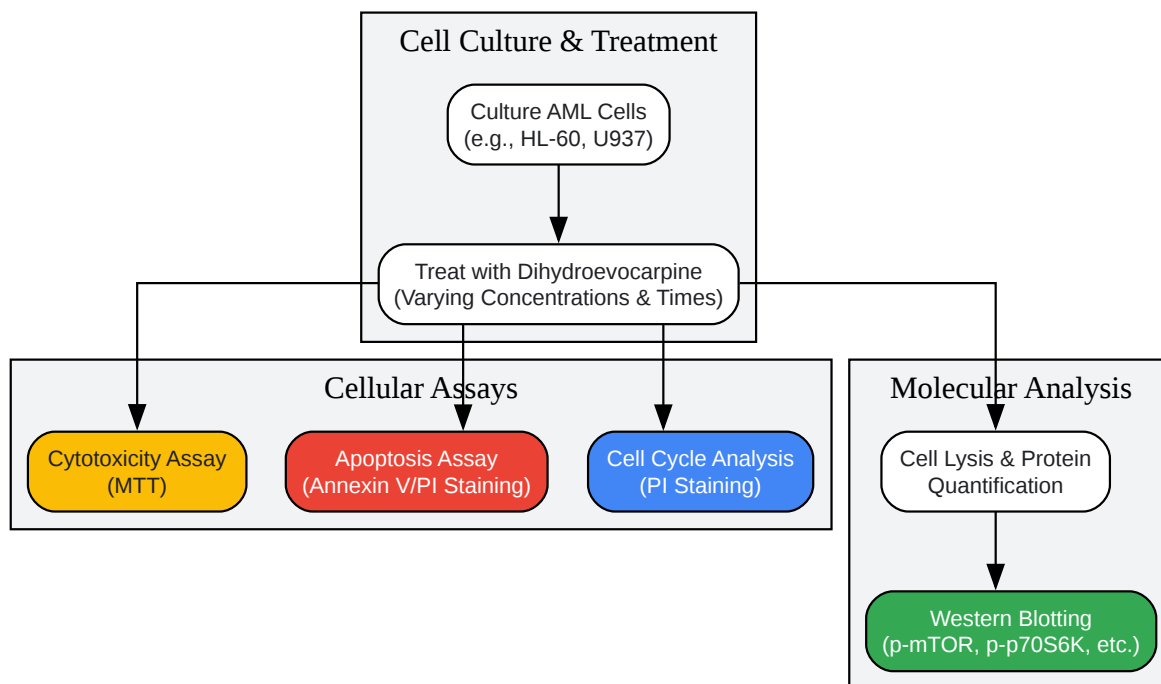 Cell Culture & Treatment
Culture AML Cells
(e.g., HL-60, U937)
Treat with Dihydroevocarpine
(Varying Concentrations & Times)
Cellular Assays
Cytotoxicity Assay
(MTT)
Apoptosis Assay
(Annexin V/PI Staining)
Cell Cycle Analysis
(PI Staining)
Molecular Analysis
Cell Lysis & Protein
Quantification
Western Blotting
(p-mTOR, p-p70S6K, etc.)